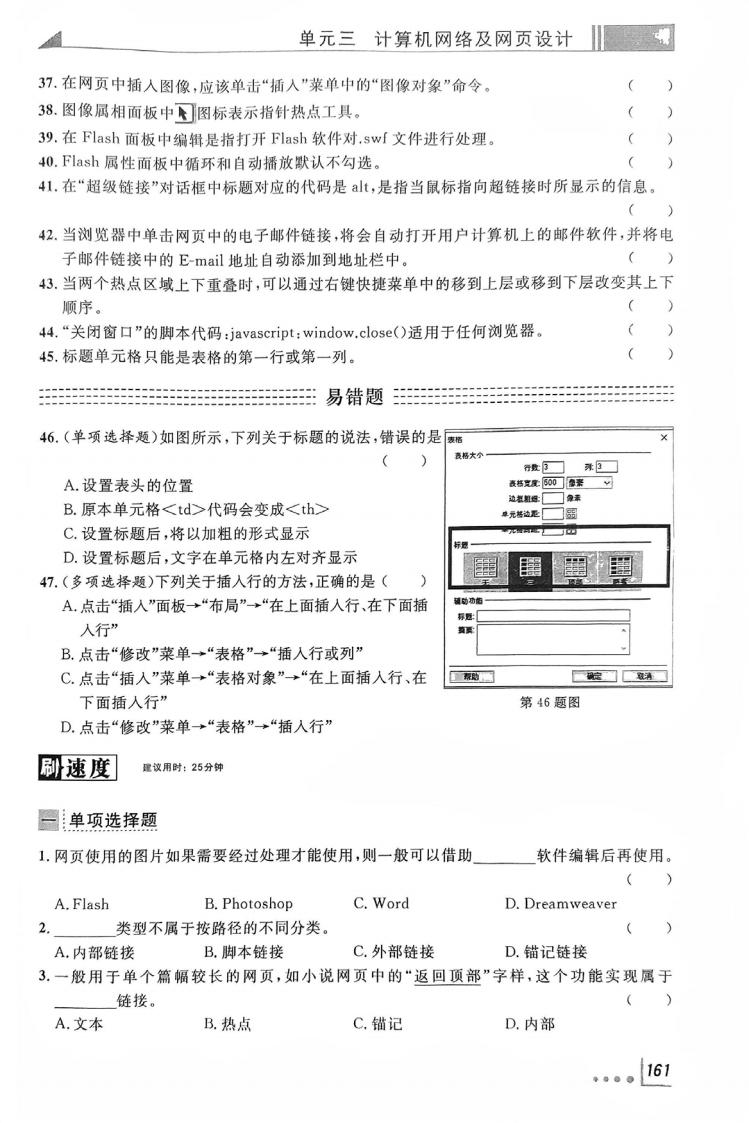 单元三 计算机网络及网页设计
37.在网页中插入图像,应该单击“插入”菜单中的“图像对象”命令。 ( )
38.图像属相面板中图标表示指针热点工具。 ( )
39.在 Flash 面板中编辑是指打开 Flash 软件对.swf 文件进行处理。 ( )
40.Flash 属性面板中循环和自动播放默认不勾选。 ( )
41.在“超级链接”对话框中标题对应的代码是 alt,是指当鼠标指向超链接时所显示的信息。
( )
42.当浏览器中单击网页中的电子邮件链接,将会自动打开用户计算机上的邮件软件,并将电
子邮件链接中的 E-mail 地址自动添加到地址栏中。 ( )
43.当两个热点区域上下重叠时,可以通过右键快捷菜单中的移到上层或移到下层改变其上下
顺序。 ( )
44.“关闭窗口”的脚本代码:javascript:window.close()适用于任何浏览器。 ( )
45.标题单元格只能是表格的第一行或第一列。 ( )
易错题
46.(单项选择题)如图所示,下列关于标题的说法,错误的是
( )
A.设置表头的位置
B.原本单元格<td>代码会变成<th>
C.设置标题后,将以加粗的形式显示
D.设置标题后,文字在单元格内左对齐显示
47.(多项选择题)下列关于插入行的方法,正确的是 ( )
A.点击“插入”面板→“布局”→“在上面插入行、在下面插
入行”
B.点击“修改”菜单→“表格”→“插入行或列”
C.点击“插入”菜单→“表格对象”→“在上面插入行、在
下面插入行”
D.点击“修改”菜单→“表格”→“插入行”
表格 ×
表格大小
行数: 3 列: 3
表格宽度: 600 像素
边框粗细: 像素
单元格边距:
标题
无 顶部 两者
辅助功能
标题:
摘要:
帮助 确定 取消
第 46 题图
刷速度 建议用时:25分钟
一 单项选择题
1.网页使用的图片如果需要经过处理才能使用,则一般可以借助______软件编辑后再使用。
( )
A.Flash B.Photoshop C.Word D.Dreamweaver
2.______类型不属于按路径的不同分类。 ( )
A.内部链接 B.脚本链接 C.外部链接 D.锚记链接
3.一般用于单个篇幅较长的网页,如小说网页中的“返回顶部”字样,这个功能实现属于
______链接。 ( )
A.文本 B.热点 C.锚记 D.内部
161